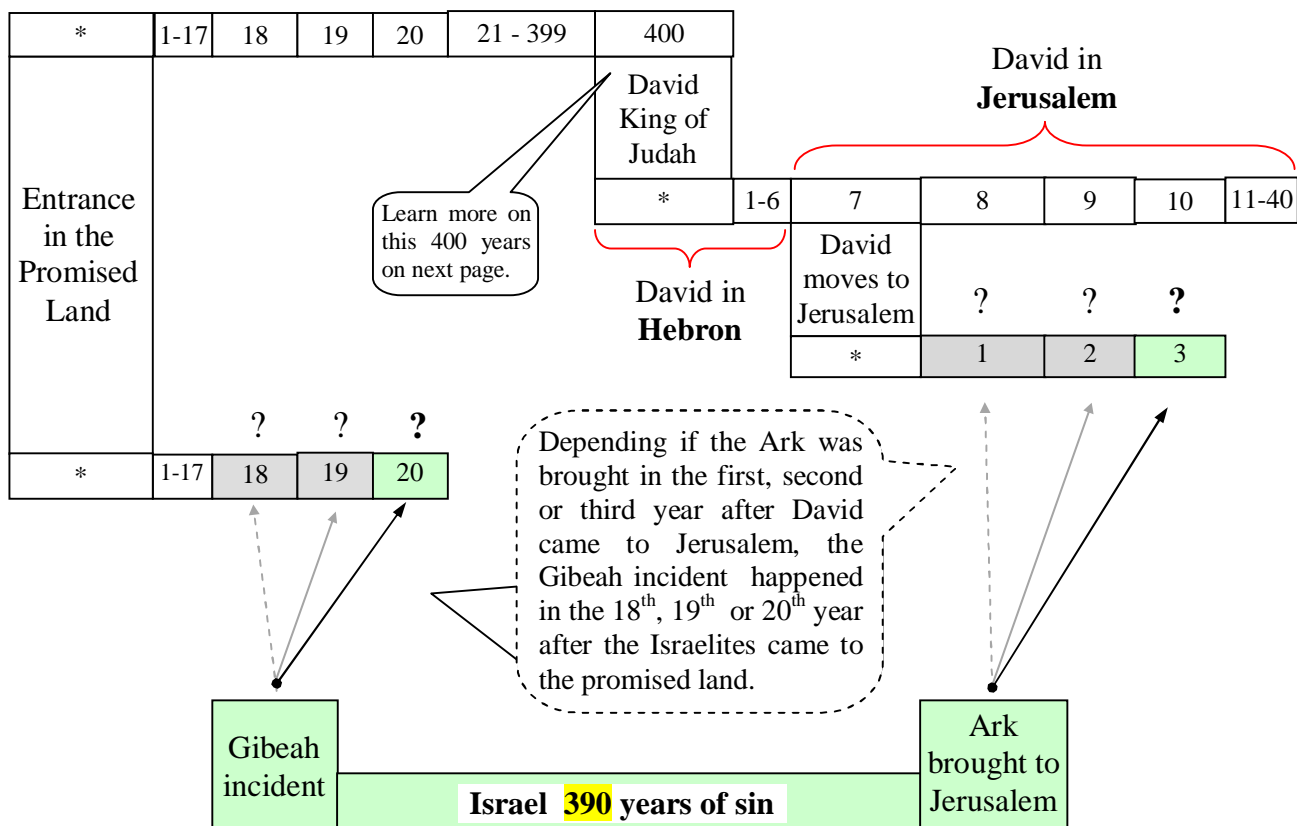 * 1-17 18 19 20 21 - 399 400
David
King of
Judah
David in
Jerusalem
Entrance
in the
Promised
Land
Learn more on
this 400 years
on next page.
* 1-6 7 8 9 10 11-40
David in
Hebron
David
moves to
Jerusalem
? ? ?
* 1 2 3
? ? ?
* 1-17 18 19 20
Depending if the Ark was
brought in the first, second
or third year after David
came to Jerusalem, the
Gibeah incident happened
in the 18th, 19th or 20th year
after the Israelites came to
the promised land.
Gibeah
incident
Ark
brought to
Jerusalem
Israel 390 years of sin